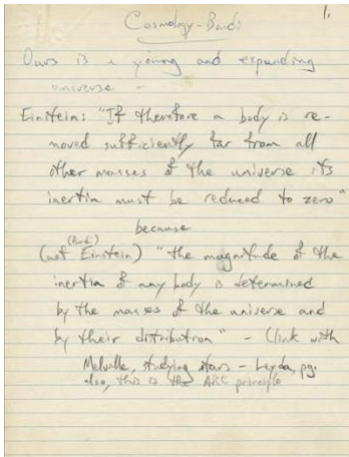 1.
Cosmology - Bondi
Ours is a young and expanding
universe -
Einstein: "If therefore a body is re-
moved sufficiently far from all
other masses of the universe its
inertia must be reduced to zero"
because
(Bondi)
(not Einstein) "the magnitude of the
inertia of any body is determined
by the masses of the universe and
by their distribution" - (link with
Melville, studying stars - Leyda, pg.
also, this is the ARC principle